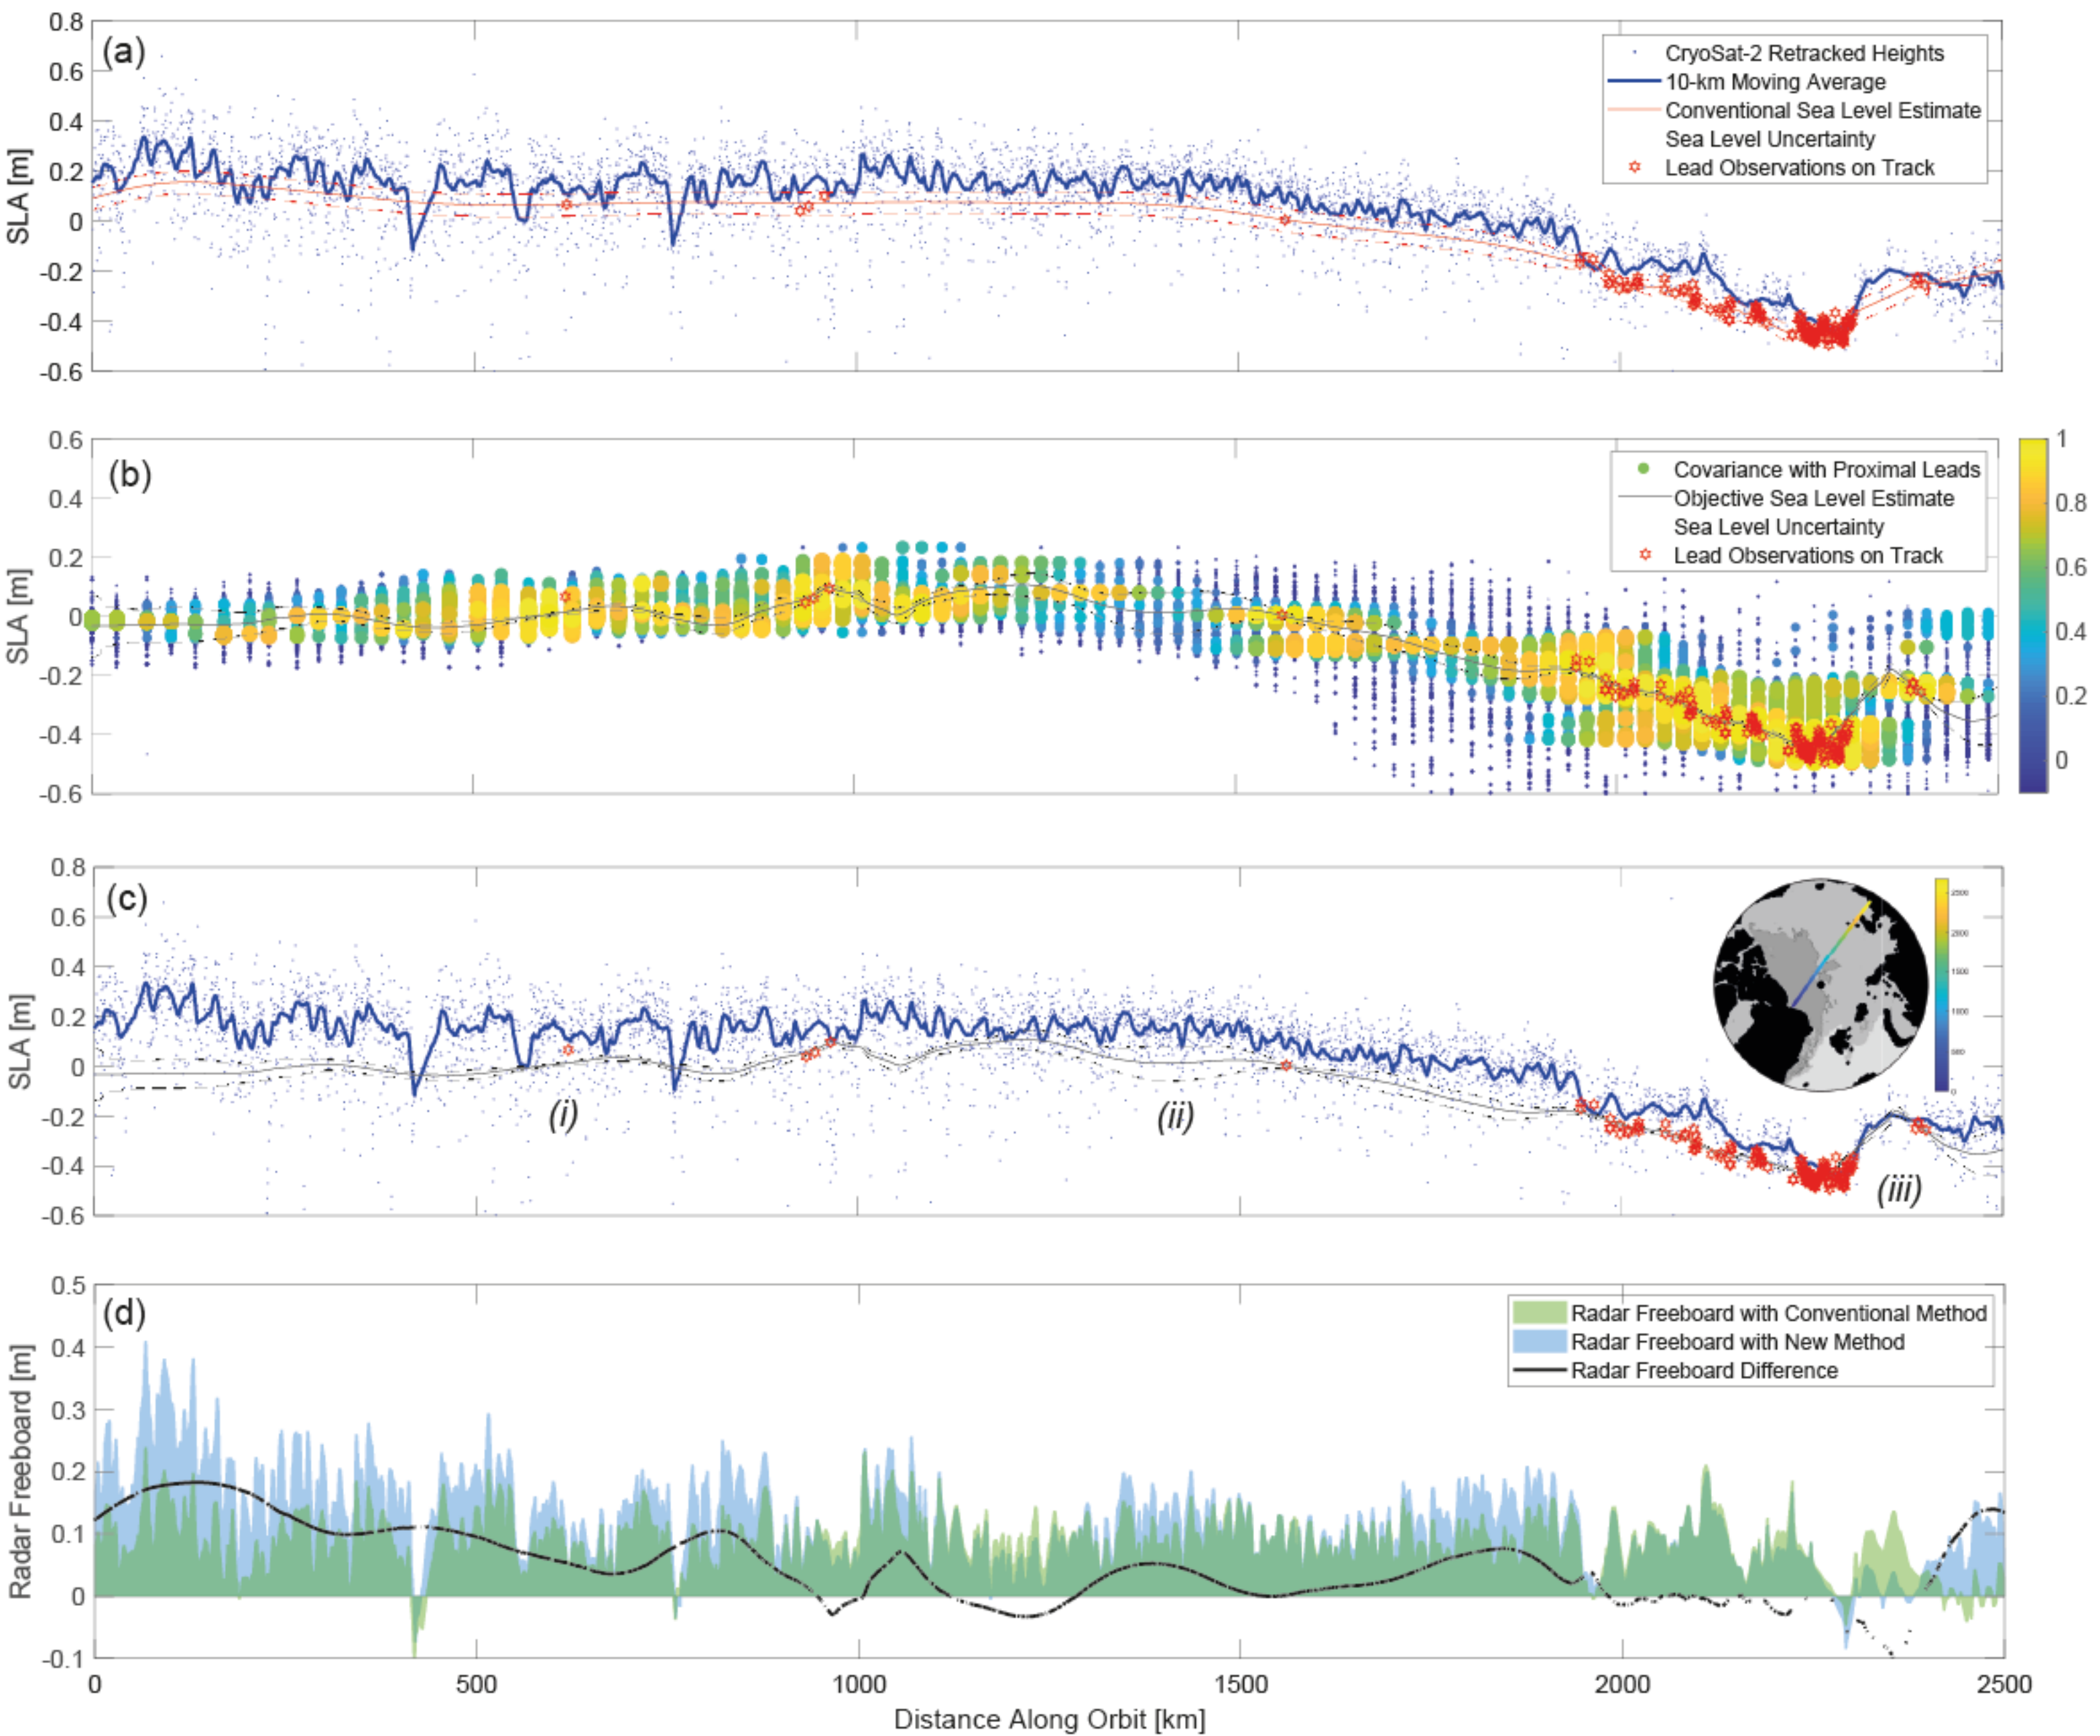 (a)
0.8
0.6
0.4
0.2
0
-0.2
-0.4
-0.6
SLA [m]
CryoSat-2 Retracked Heights
10-km Moving Average
Conventional Sea Level Estimate
Sea Level Uncertainty
Lead Observations on Track
(b)
0.6
0.4
0.2
0
-0.2
-0.4
-0.6
SLA [m]
Covariance with Proximal Leads
Objective Sea Level Estimate
Sea Level Uncertainty
Lead Observations on Track
1
0.8
0.6
0.4
0.2
0
(c)
0.8
0.6
0.4
0.2
0
-0.2
-0.4
-0.6
SLA [m]
(i)
(ii)
(iii)
2500
2000
1500
1000
0
(d)
0.5
0.4
0.3
0.2
0.1
0
-0.1
Radar Freeboard [m]
Radar Freeboard with Conventional Method
Radar Freeboard with New Method
Radar Freeboard Difference
0 500 1000 1500 2000 2500
Distance Along Orbit [km]